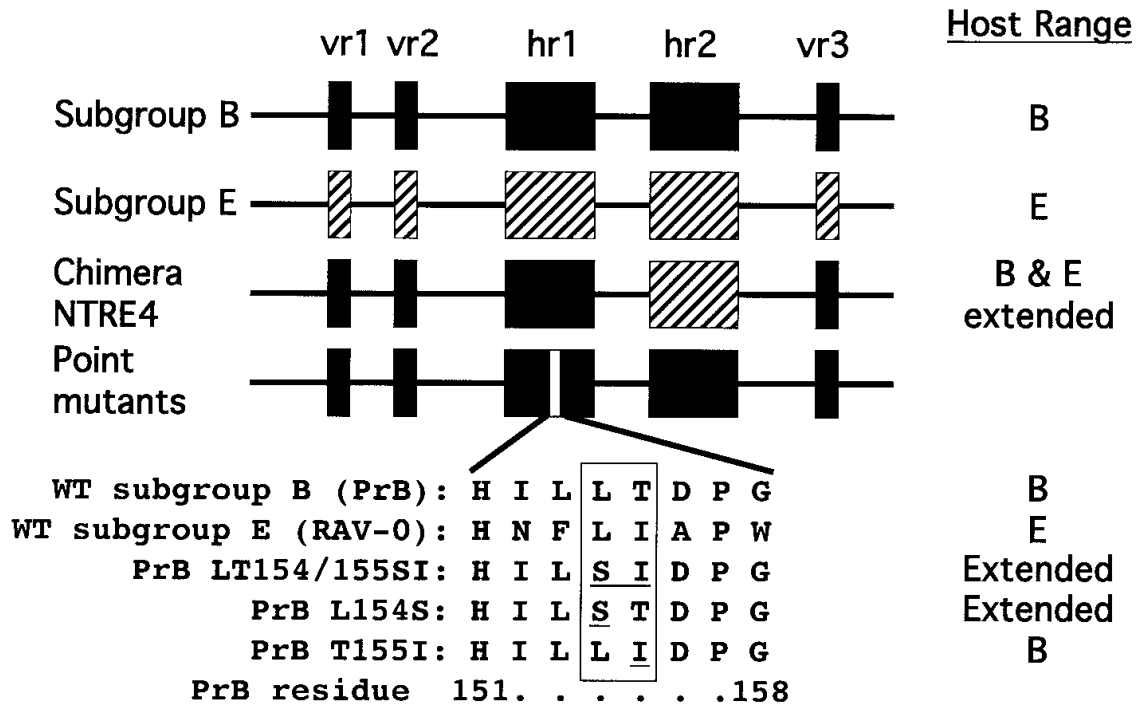 Host Range
vr1 vr2 hr1 hr2 vr3
Subgroup B B
Subgroup E E
Chimera NTRE4 B & E extended
Point mutants
WT subgroup B (PrB): H I L L T D P G B
WT subgroup E (RAV-0): H N F L I A P W E
PrB LT154/155SI: H I L S I D P G Extended
PrB L154S: H I L S T D P G Extended
PrB T155I: H I L L I D P G B
PrB residue 151. . . . . .158